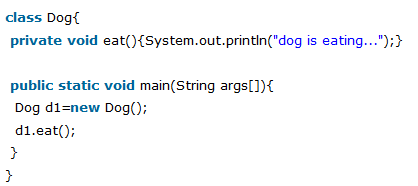 class Dog{
 private void eat(){System.out.println("dog is eating...");}

 public static void main(String args[]){
  Dog d1=new Dog();
  d1.eat();
 }
}